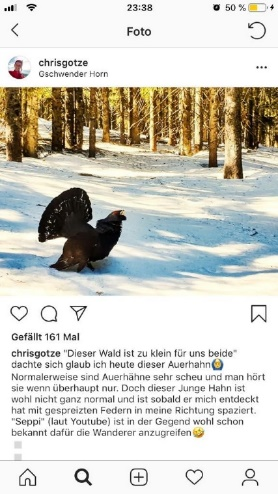 23:38
50 %
Foto
chrisgotze
Gschwender Horn
Gefällt 161 Mal
chrisgotze "Dieser Wald ist zu klein für uns beide"
dachte sich glaub ich heute dieser Auerhahn
Normalerweise sind Auerhähne sehr scheu und man hört
sie wenn überhaupt nur. Doch dieser Junge Hahn ist
wohl nicht ganz normal und ist sobald er mich entdeckt
hat mit gespreizten Federn in meine Richtung spaziert.
"Seppi" (laut Youtube) ist in der Gegend wohl schon
bekannt dafür die Wanderer anzugreifen